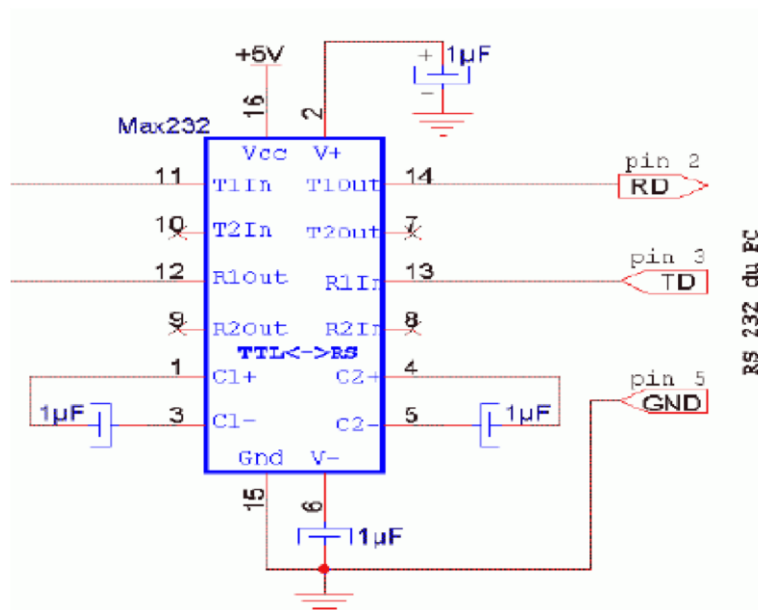 +5V
+ 1µF
-
16
2
Max232
Vcc V+
pin 2
11 T1In T1Out 14 RD
10 T2In T2Out 7
pin 3
12 R1Out R1In 13 TD
9 R2Out R2In 8
TTL<->RS
1 C1+ C2+ 4
pin 5
GND
1µF 3 C1- C2- 5 1µF
Gnd V-
15
6
1µF
RS 232 du PC